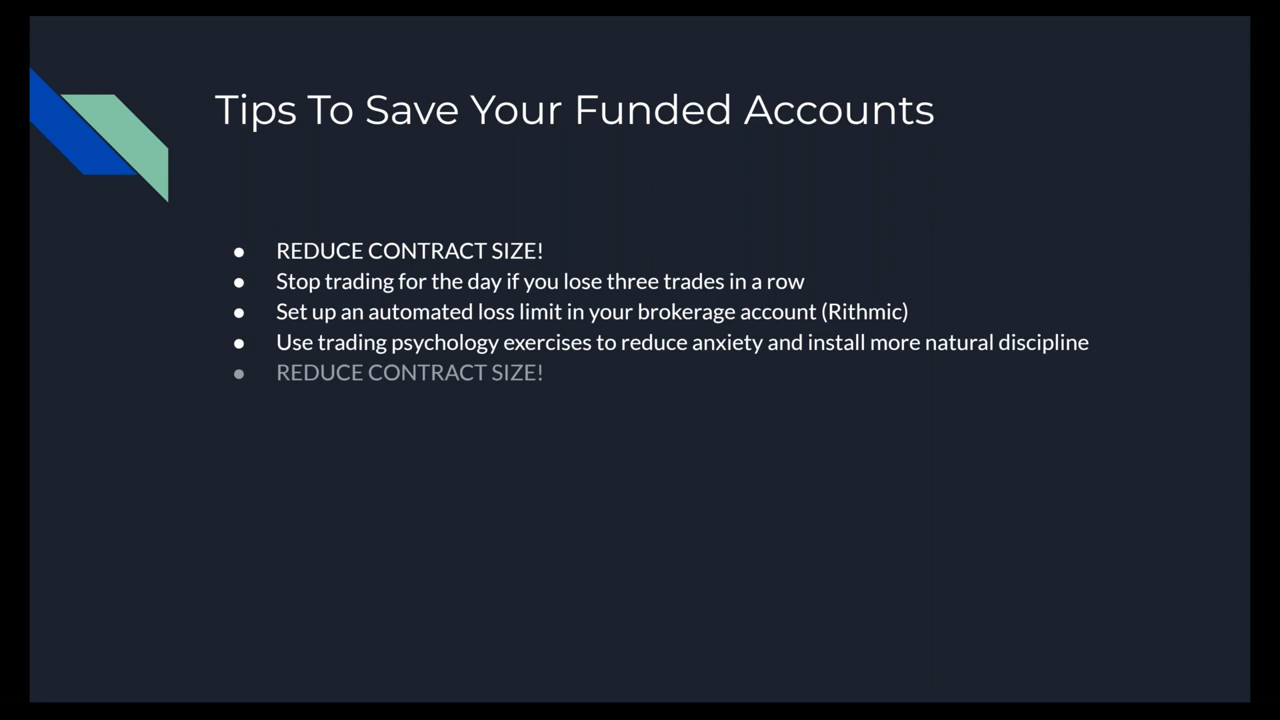 Tips To Save Your Funded Accounts
● REDUCE CONTRACT SIZE!
● Stop trading for the day if you lose three trades in a row
● Set up an automated loss limit in your brokerage account (Rithmic)
● Use trading psychology exercises to reduce anxiety and install more natural discipline
● REDUCE CONTRACT SIZE!